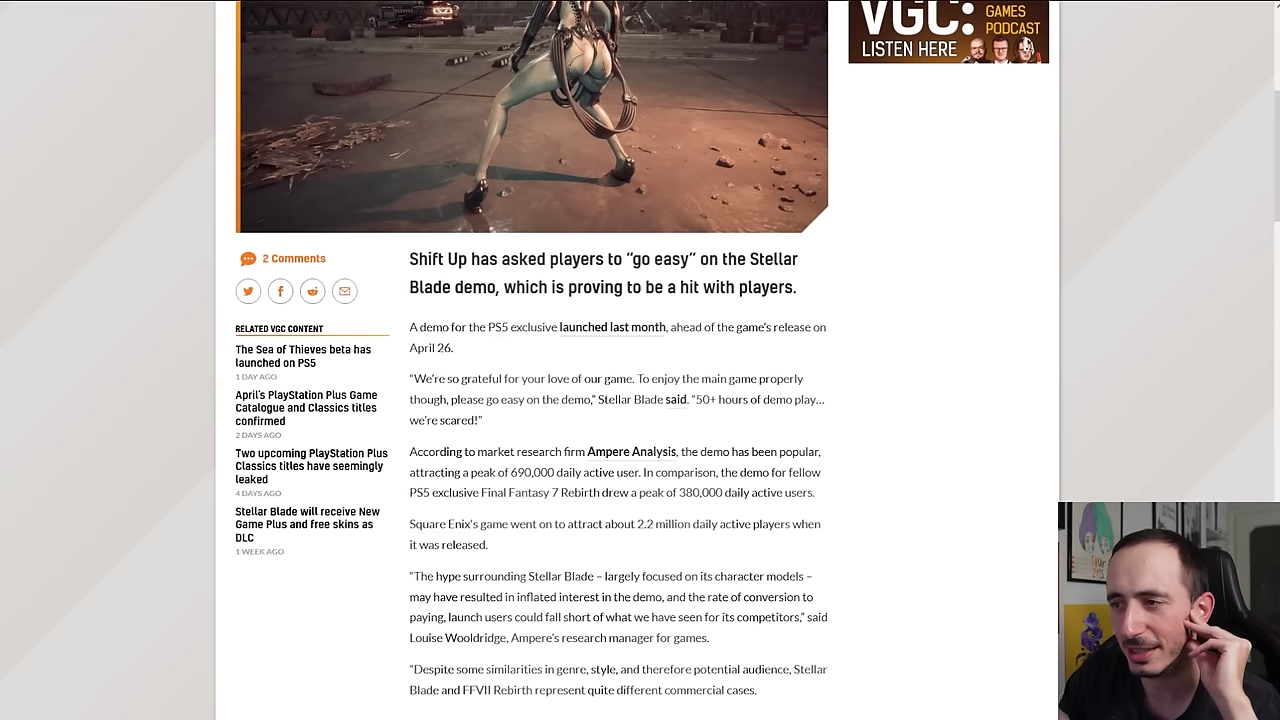 VGC:
GAMES
PODCAST
LISTEN HERE
2 Comments
Shift Up has asked players to “go easy” on the Stellar
Blade demo, which is proving to be a hit with players.
RELATED VGC CONTENT
The Sea of Thieves beta has
launched on PS5
1 DAY AGO
April's PlayStation Plus Game
Catalogue and Classics titles
confirmed
2 DAYS AGO
Two upcoming PlayStation Plus
Classics titles have seemingly
leaked
4 DAYS AGO
Stellar Blade will receive New
Game Plus and free skins as
DLC
1 WEEK AGO
A demo for the PS5 exclusive launched last month, ahead of the game's release on
April 26.
“We're so grateful for your love of our game. To enjoy the main game properly
though, please go easy on the demo,” Stellar Blade said. “50+ hours of demo play…
we're scared!”
According to market research firm Ampere Analysis, the demo has been popular,
attracting a peak of 690,000 daily active user. In comparison, the demo for fellow
PS5 exclusive Final Fantasy 7 Rebirth drew a peak of 380,000 daily active users.
Square Enix's game went on to attract about 2.2 million daily active players when
it was released.
“The hype surrounding Stellar Blade – largely focused on its character models –
may have resulted in inflated interest in the demo, and the rate of conversion to
paying, launch users could fall short of what we have seen for its competitors,” said
Louise Wooldridge, Ampere's research manager for games.
“Despite some similarities in genre, style, and therefore potential audience, Stellar
Blade and FFVII Rebirth represent quite different commercial cases.